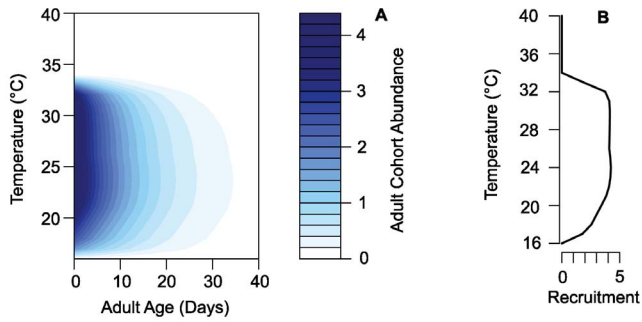 A
B
40
35
30
25
20
Temperature (°C)
0 10 20 30 40
Adult Age (Days)
4
3
2
1
0
Adult Cohort Abundance
40
36
32
28
24
20
16
Temperature (°C)
0 5
Recruitment